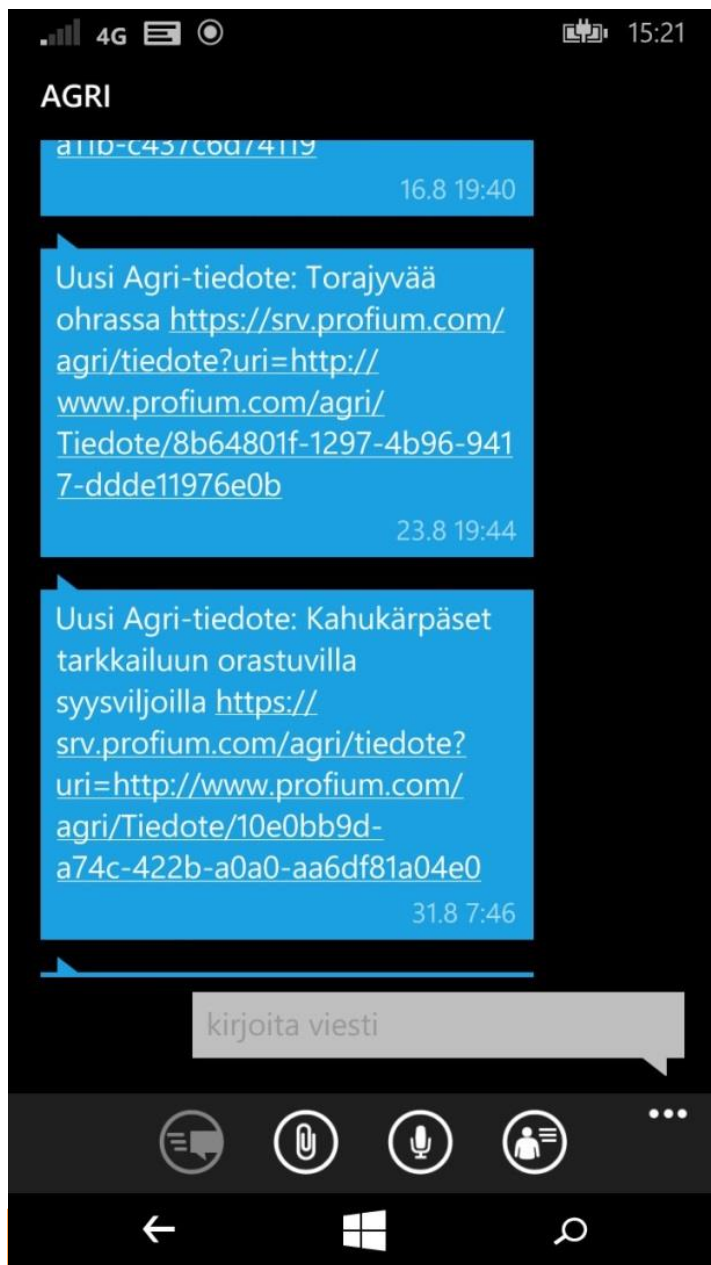 4G 15:21
AGRI
a11b-c437c6d74119
16.8 19:40
Uusi Agri-tiedote: Torajyvää
ohrassa https://srv.profium.com/
agri/tiedote?uri=http://
www.profium.com/agri/
Tiedote/8b64801f-1297-4b96-941
7-ddde11976e0b
23.8 19:44
Uusi Agri-tiedote: Kahukärpäset
tarkkailuun orastuvilla
syysviljoilla https://
srv.profium.com/agri/tiedote?
uri=http://www.profium.com/
agri/Tiedote/10e0bb9d-
a74c-422b-a0a0-aa6df81a04e0
31.8 7:46
kirjoita viesti